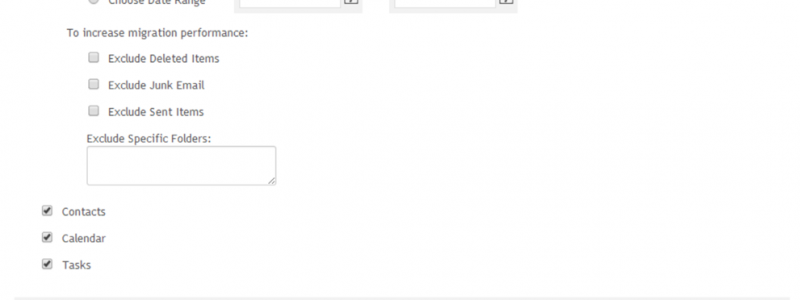 Choose Date Range
To increase migration performance:
Exclude Deleted Items
Exclude Junk Email
Exclude Sent Items
Exclude Specific Folders:
Contacts
Calendar
Tasks